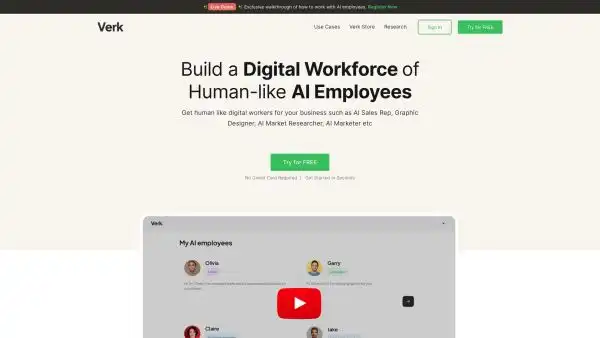 Live Demo Exclusive walkthrough of how to work with AI employees. Register Now
Verk
Use Cases Verk Store Research Sign in Try for FREE
Build a Digital Workforce of
Human-like AI Employees
Get human like digital workers for your business such as AI Sales Rep, Graphic
Designer, AI Market Researcher, AI Marketer etc
Try for FREE
No Credit Card Required | Get Started in Seconds
Verk
My AI employees
Olivia
Garry
Claire
Jake